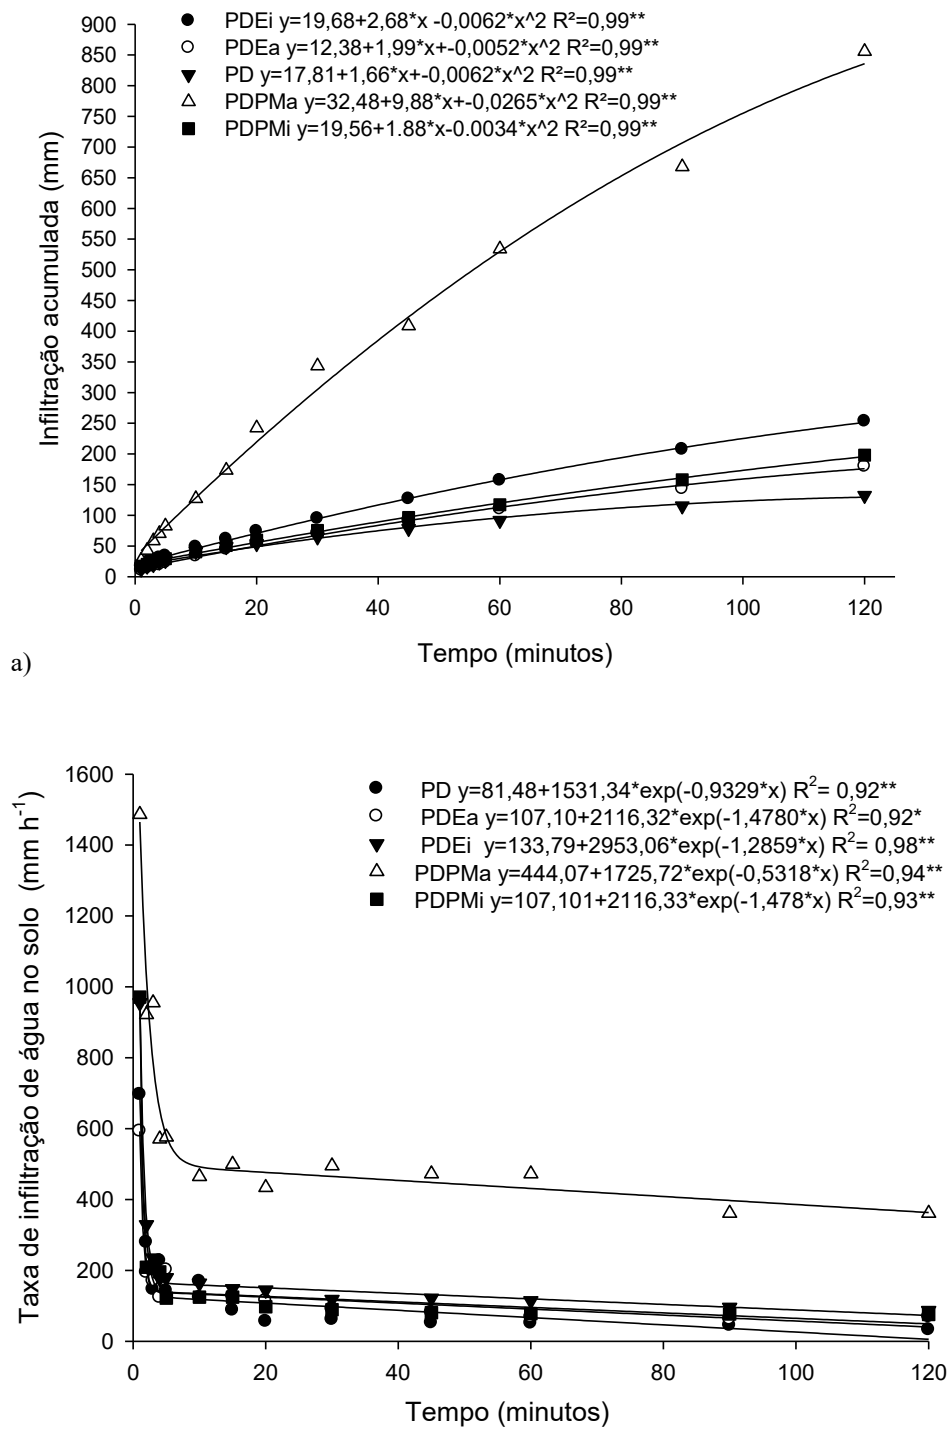 PDEi y=19,68+2,68*x -0,0062*x^2 R²=0,99**
PDEa y=12,38+1,99*x+-0,0052*x^2 R²=0,99**
PD y=17,81+1,66*x+-0,0062*x^2 R²=0,99**
PDPMa y=32,48+9,88*x+-0,0265*x^2 R²=0,99**
PDPMi y=19,56+1.88*x-0.0034*x^2 R²=0,99**
Infiltração acumulada (mm)
900
850
800
750
700
650
600
550
500
450
400
350
300
250
200
150
100
50
0
0 20 40 60 80 100 120
Tempo (minutos)
a)
PD y=81,48+1531,34*exp(-0,9329*x) R²= 0,92**
PDEa y=107,10+2116,32*exp(-1,4780*x) R²=0,92*
PDEi y=133,79+2953,06*exp(-1,2859*x) R²= 0,98**
PDPMa y=444,07+1725,72*exp(-0,5318*x) R²=0,94**
PDPMi y=107,101+2116,33*exp(-1,478*x) R²=0,93**
Taxa de infiltração de água no solo (mm h⁻¹)
1600
1400
1200
1000
800
600
400
200
0
0 20 40 60 80 100 120
Tempo (minutos)